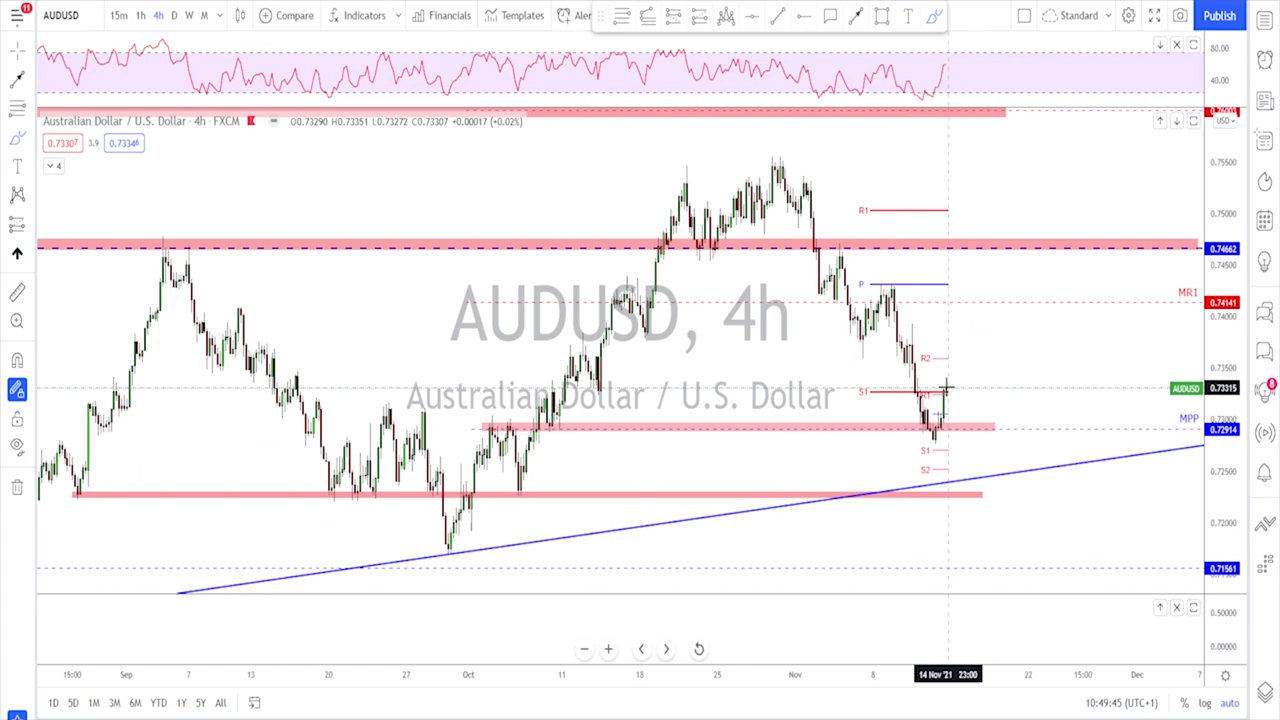 11
AUDUSD 15m 1h 4h D W M Compare Indicators Financials Templates Standard Publish
80.00
40.00
Australian Dollar / U.S. Dollar · 4h · FXCM O0.73290 H0.73351 L0.73272 C0.73307 +0.00017 (+0.02%)
USD
0.73307 3.9 0.73346
4
0.75500
R1
0.75000
0.74662
0.74500
P
MR1
0.74141
0.74000
AUDUSD, 4h
R2
0.73500
AUDUSD 0.73315
S1
R1
Australian Dollar / U.S. Dollar
MPP
0.72914
S1
S2
0.72500
0.72000
0.71561
0.50000
0.00000
15:00 Sep 7 13 20 27 Oct 11 18 25 Nov 8 14 Nov '21 23:00 22 15:00 Dec 7
1D 5D 1M 3M 6M YTD 1Y 5Y All 10:49:45 (UTC+1) % log auto
8